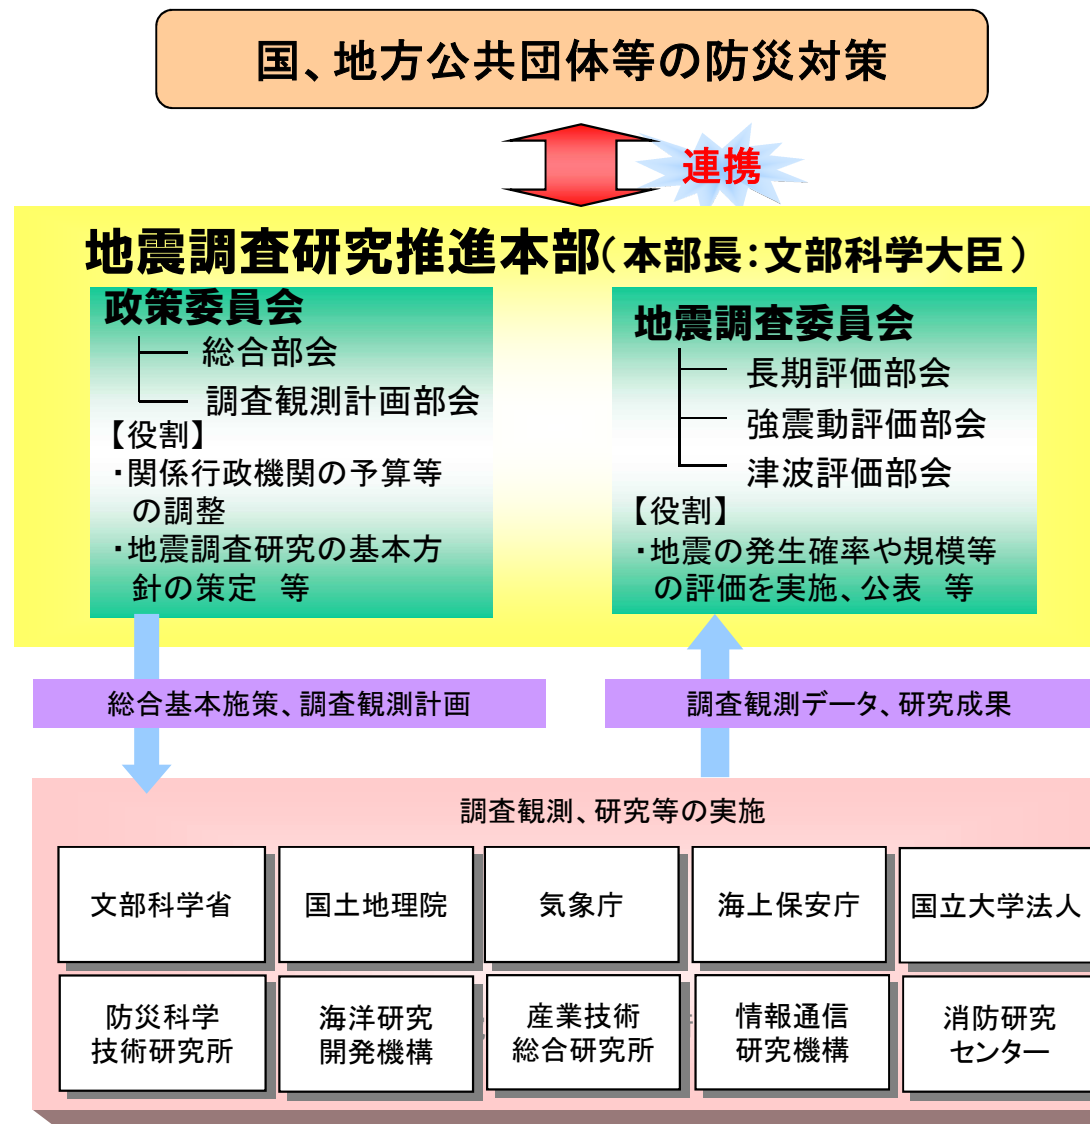 国、地方公共団体等の防災対策
連携
地震調査研究推進本部(本部長:文部科学大臣)
政策委員会
総合部会
調査観測計画部会
【役割】
・関係行政機関の予算等
の調整
・地震調査研究の基本方
針の策定 等
地震調査委員会
長期評価部会
強震動評価部会
津波評価部会
【役割】
・地震の発生確率や規模等
の評価を実施、公表 等
総合基本施策、調査観測計画
調査観測データ、研究成果
調査観測、研究等の実施
文部科学省
国土地理院
気象庁
海上保安庁
国立大学法人
防災科学
技術研究所
海洋研究
開発機構
産業技術
総合研究所
情報通信
研究機構
消防研究
センター